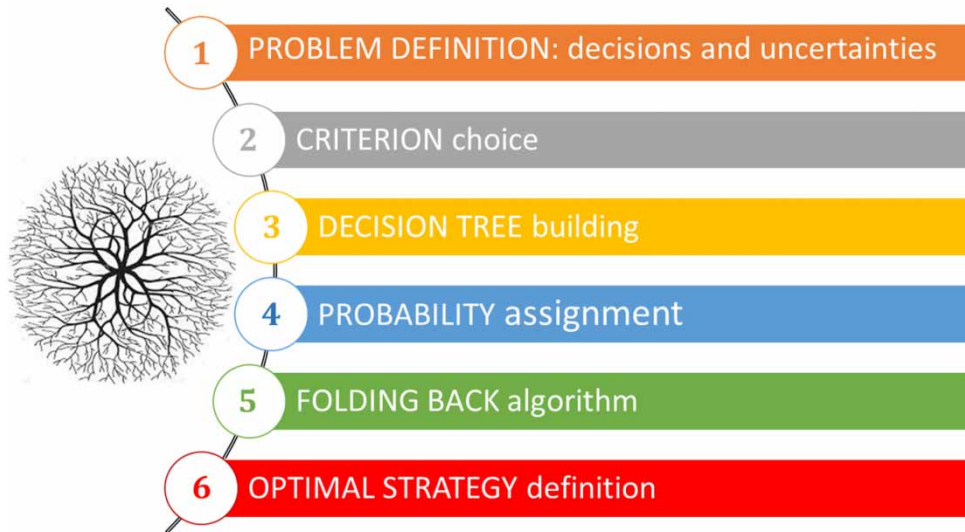 1 PROBLEM DEFINITION: decisions and uncertainties
2 CRITERION choice
3 DECISION TREE building
4 PROBABILITY assignment
5 FOLDING BACK algorithm
6 OPTIMAL STRATEGY definition